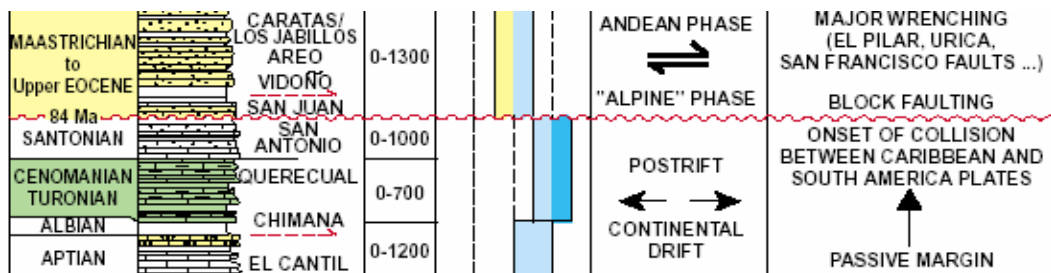 MAASTRICHIAN
to
Upper EOCENE
84 Ma
SANTONIAN
CENOMANIAN
TURONIAN
ALBIAN
APTIAN
CARATAS/
LOS JABILLOS
AREO
VIDOÑO
SAN JUAN
SAN
ANTONIO
QUERECUAL
CHIMANA
EL CANTIL
0-1300
0-1000
0-700
0-1200
ANDEAN PHASE
"ALPINE" PHASE
POSTRIFT
CONTINENTAL
DRIFT
MAJOR WRENCHING
(EL PILAR, URICA,
SAN FRANCISCO FAULTS ...)
BLOCK FAULTING
ONSET OF COLLISION
BETWEEN CARIBBEAN AND
SOUTH AMERICA PLATES
PASSIVE MARGIN